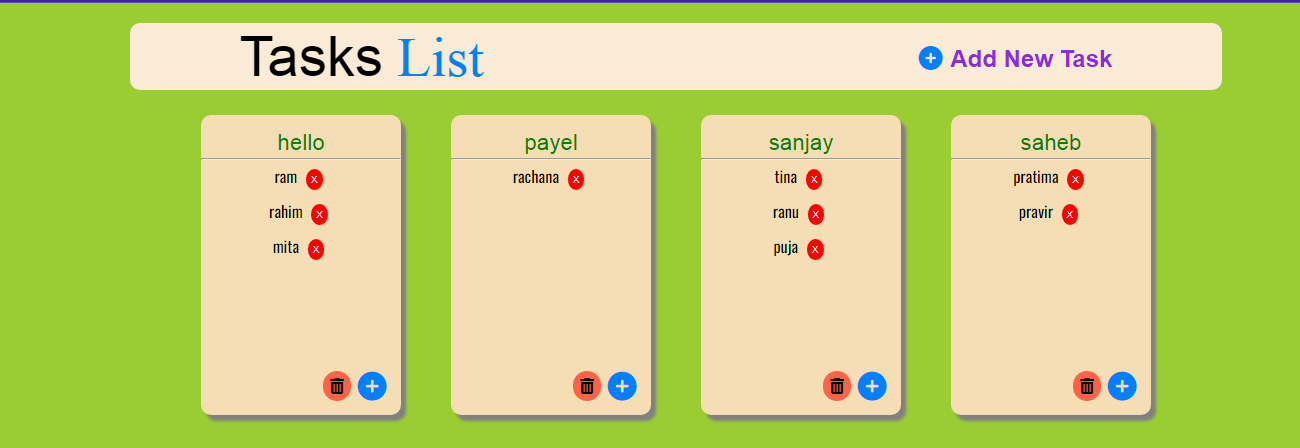 Tasks List
Add New Task
hello
ram x
rahim x
mita x
payel
rachana x
sanjay
tina x
ranu x
puja x
saheb
pratima x
pravir x